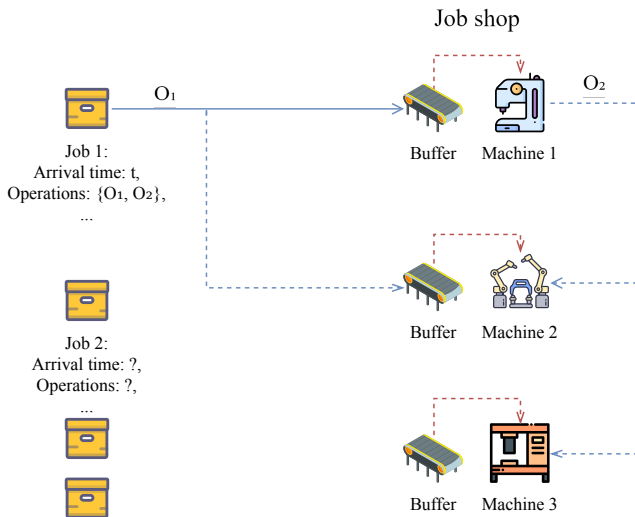 Job shop
O₁
O₂
Job 1:
Arrival time: t,
Operations: {O₁, O₂},
...
Buffer
Machine 1
Job 2:
Arrival time: ?,
Operations: ?,
...
Buffer
Machine 2
Buffer
Machine 3